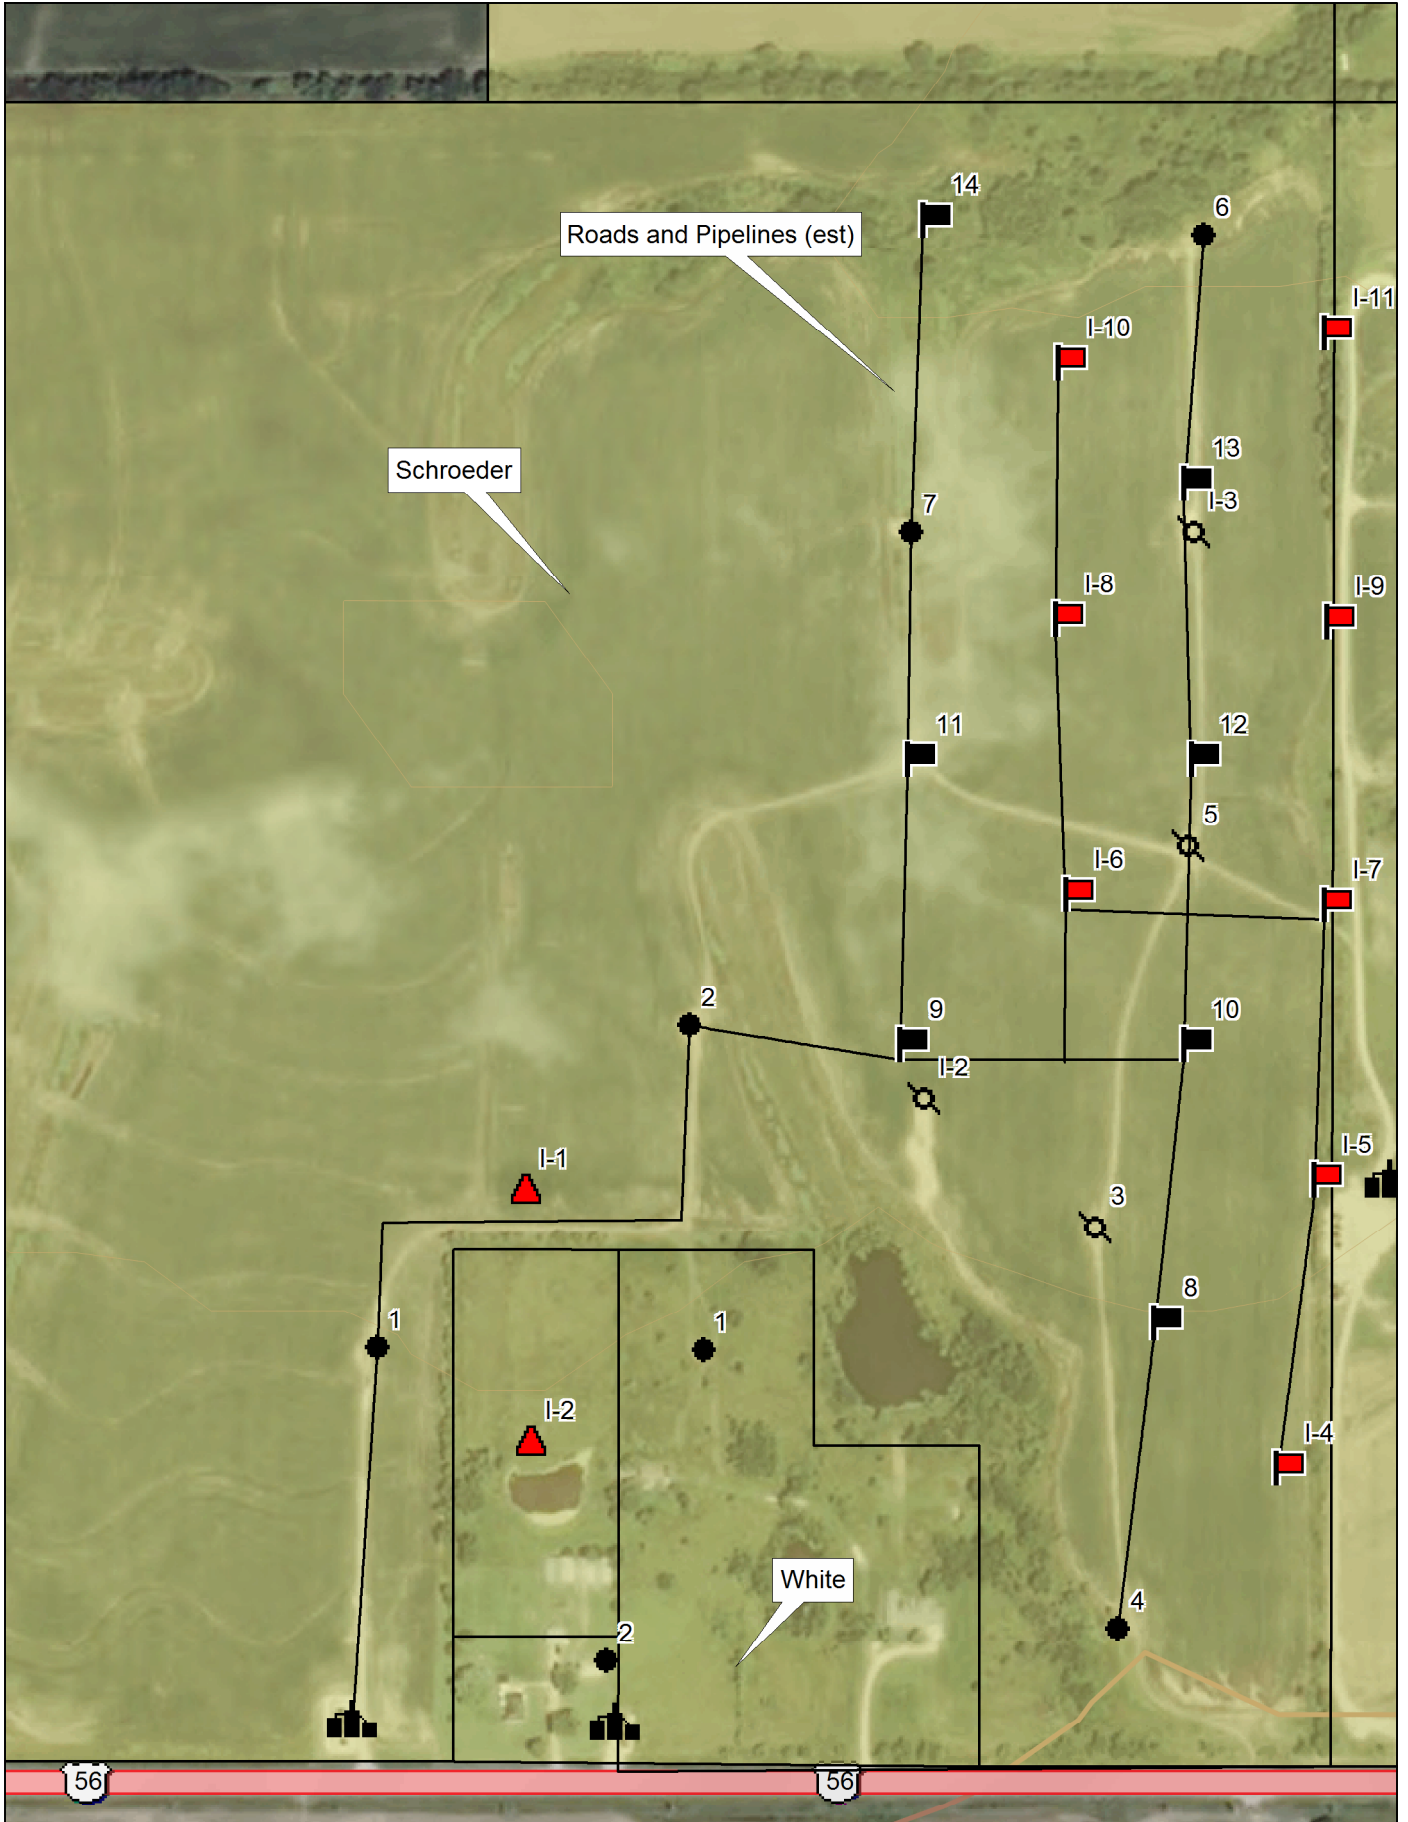 14
6
Roads and Pipelines (est)
I-11
I-10
13
Schroeder
I-3
7
I-8
I-9
11
12
5
I-6
I-7
2
9
10
I-2
I-5
I-1
3
8
1
1
I-2
I-4
White
4
2
56
56